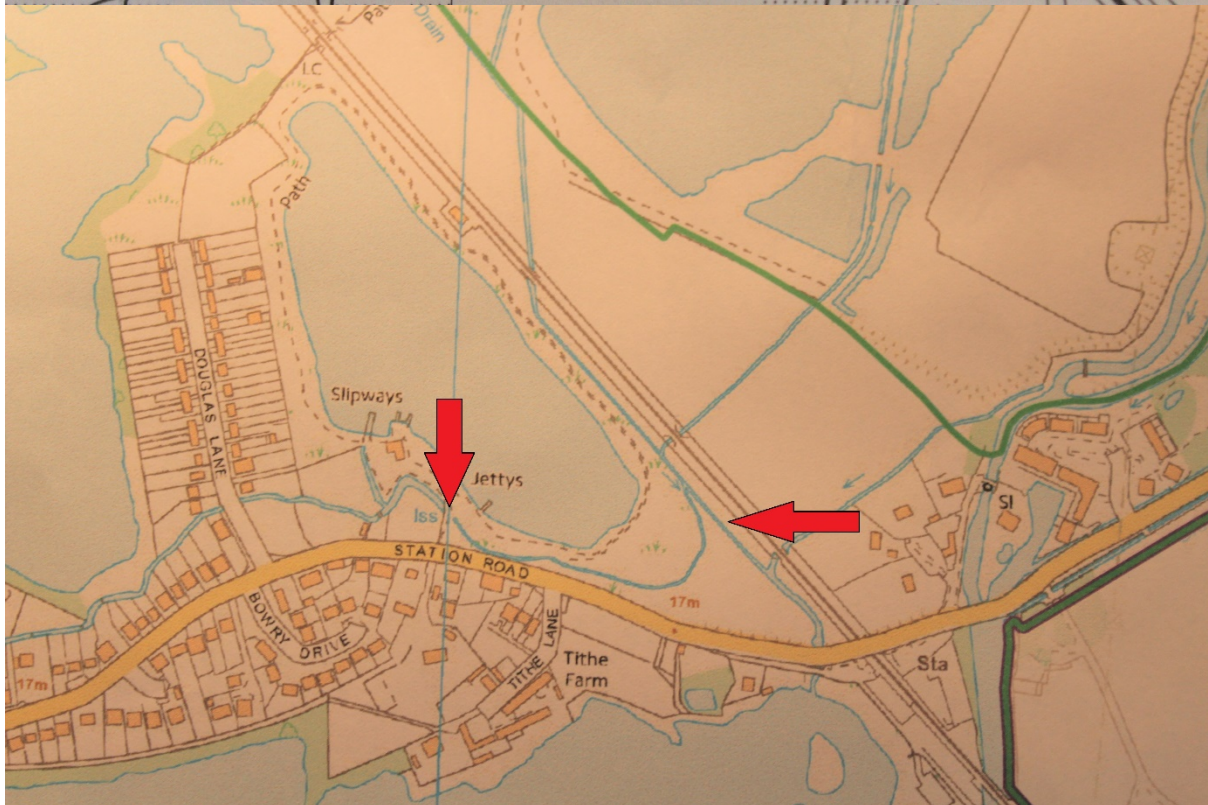 Path
Drain
LC
Path
DOUGLAS LANE
Slipways
Jettys
Iss
Sl
STATION ROAD
BOWRY DRIVE
TITHE LANE
Tithe
Farm
17m
17m
Sta